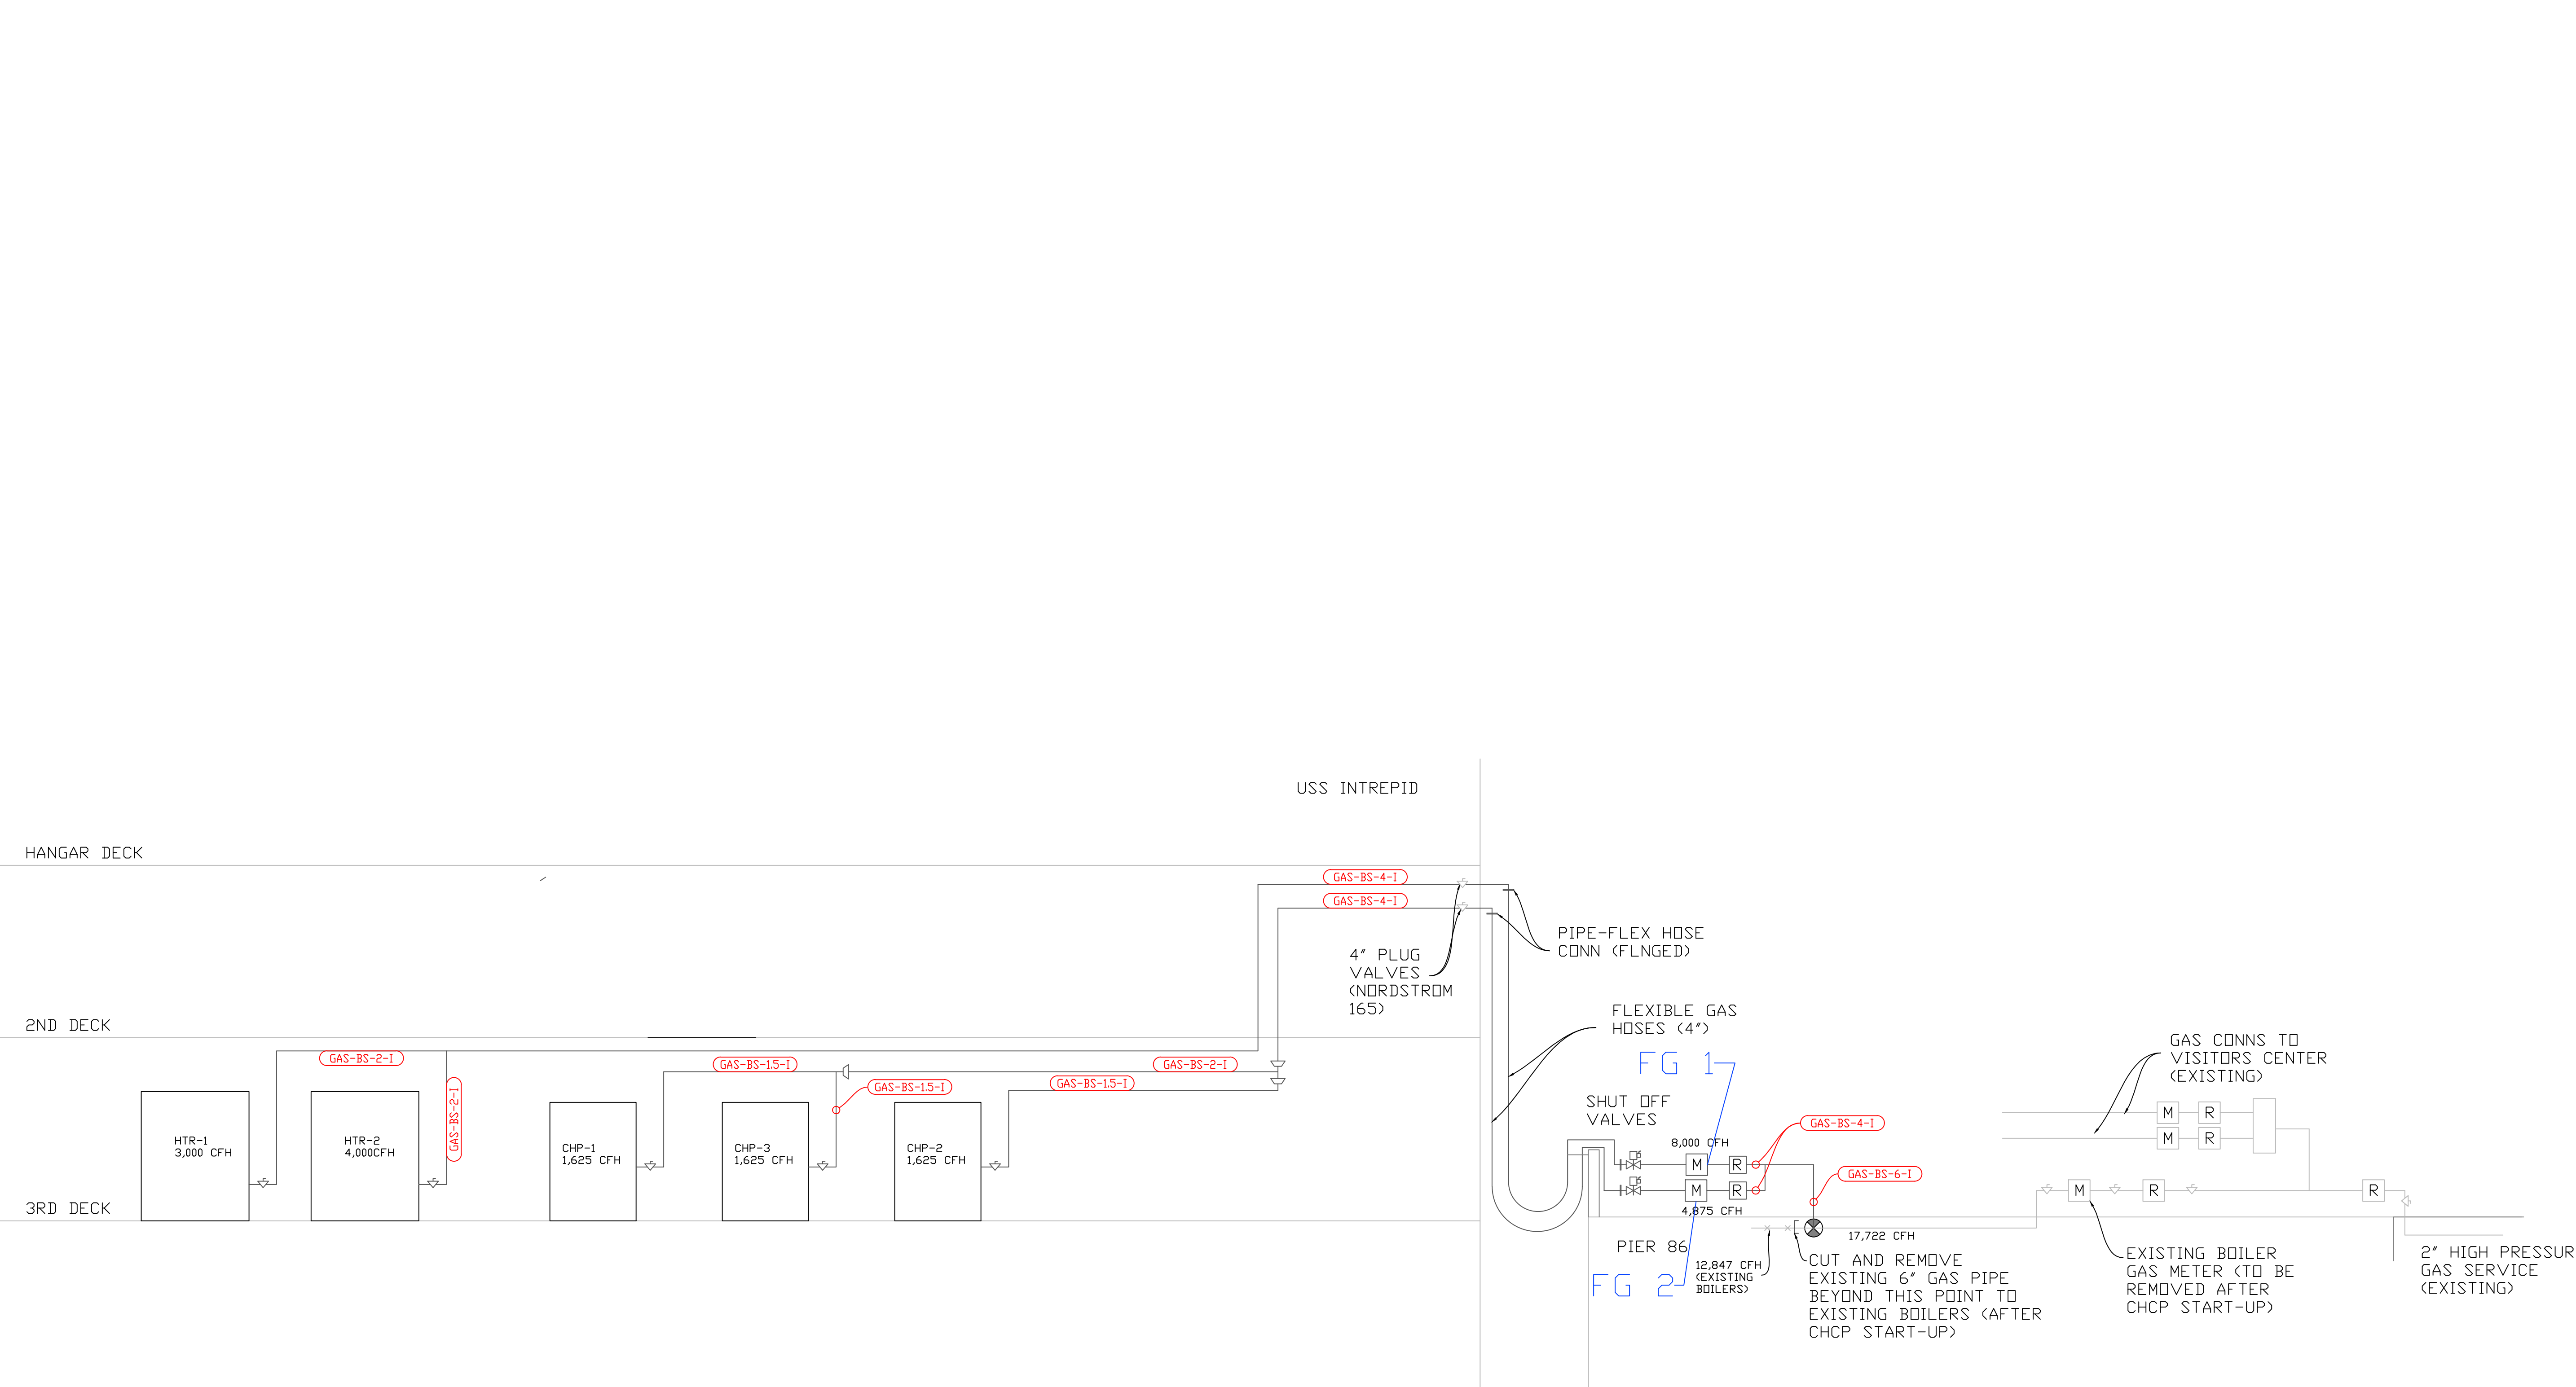 USS INTREPID
HANGAR DECK
GAS-BS-4-I
GAS-BS-4-I
PIPE-FLEX HOSE
CONN (FLNGED)
4" PLUG
VALVES
(NORDSTROM
165)
FLEXIBLE GAS
HOSES (4")
2ND DECK
GAS-BS-2-I
GAS-BS-2-I
GAS-BS-1.5-I
GAS-BS-1.5-I
GAS-BS-1.5-I
GAS-BS-2-I
HTR-1
3,000 CFH
HTR-2
4,000CFH
CHP-1
1,625 CFH
CHP-3
1,625 CFH
CHP-2
1,625 CFH
3RD DECK
FG 1
SHUT OFF
VALVES
8,000 CFH
M
R
M
R
4,875 CFH
GAS-BS-4-I
GAS-BS-6-I
PIER 86
FG 2
12,847 CFH
(EXISTING
BOILERS)
17,722 CFH
CUT AND REMOVE
EXISTING 6" GAS PIPE
BEYOND THIS POINT TO
EXISTING BOILERS (AFTER
CHCP START-UP)
GAS CONNS TO
VISITORS CENTER
(EXISTING)
M
R
M
R
M
R
R
EXISTING BOILER
GAS METER (TO BE
REMOVED AFTER
CHCP START-UP)
2" HIGH PRESSUR
GAS SERVICE
(EXISTING)